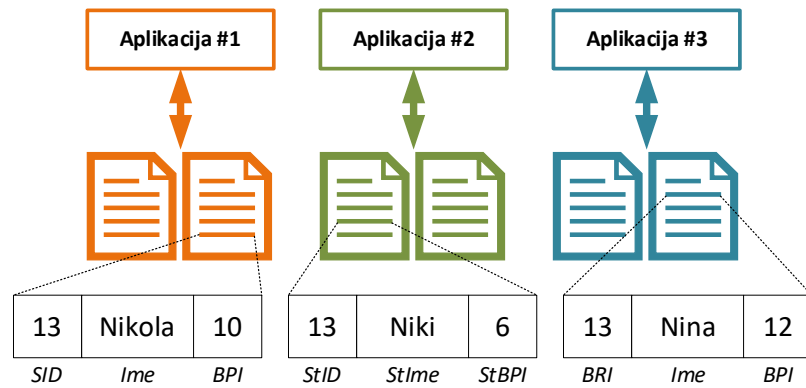 Aplikacija #1 Aplikacija #2 Aplikacija #3
13 Nikola 10 13 Niki 6 13 Nina 12
SID Ime BPI StID StIme StBPI BRI Ime BPI